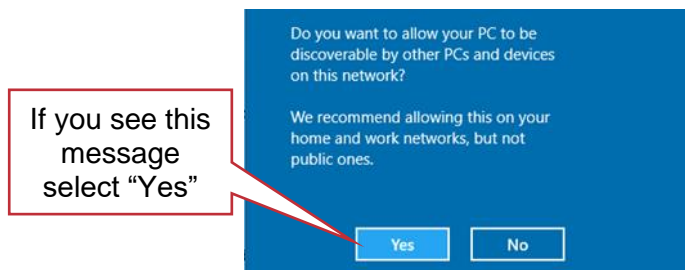 Do you want to allow your PC to be
discoverable by other PCs and devices
on this network?
We recommend allowing this on your
home and work networks, but not
public ones.
If you see this
message
select “Yes”
Yes
No